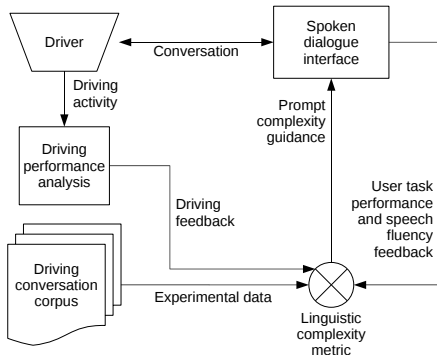 Driver
Conversation
Spoken
dialogue
interface
Driving
activity
Prompt
complexity
guidance
Driving
performance
analysis
Driving
feedback
User task
performance
and speech
fluency
feedback
Driving
conversation
corpus
Experimental data
Linguistic
complexity
metric